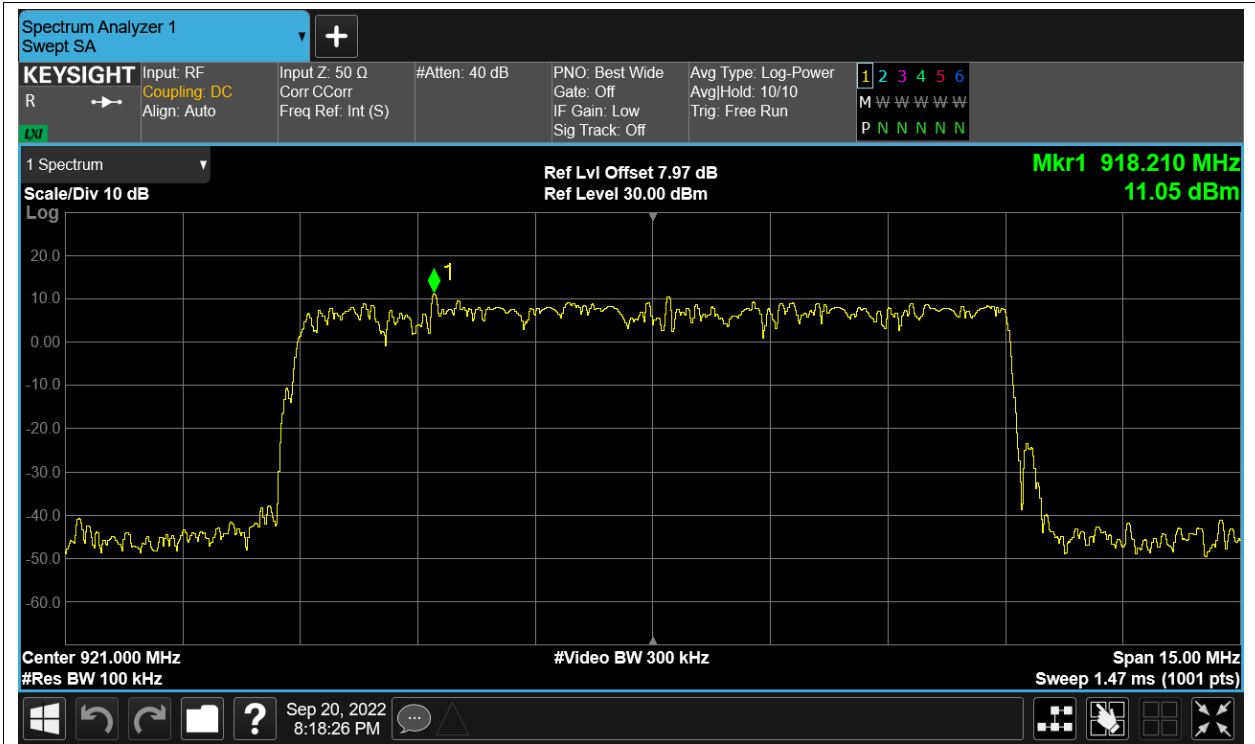 Spectrum Analyzer 1
Swept SA
+
KEYSIGHT
R
LXI
Input: RF
Coupling: DC
Align: Auto
Input Z: 50 Ω
Corr CCorr
Freq Ref: Int (S)
#Atten: 40 dB
PNO: Best Wide
Gate: Off
IF Gain: Low
Sig Track: Off
Avg Type: Log-Power
Avg|Hold: 10/10
Trig: Free Run
1 2 3 4 5 6
M W W W W W
P N N N N N
1 Spectrum
Scale/Div 10 dB
Log
Ref Lvl Offset 7.97 dB
Ref Level 30.00 dBm
Mkr1 918.210 MHz
11.05 dBm
1
20.0
10.0
0.00
-10.0
-20.0
-30.0
-40.0
-50.0
-60.0
Center 921.000 MHz
#Res BW 100 kHz
#Video BW 300 kHz
Span 15.00 MHz
Sweep 1.47 ms (1001 pts)
?
Sep 20, 2022
8:18:26 PM